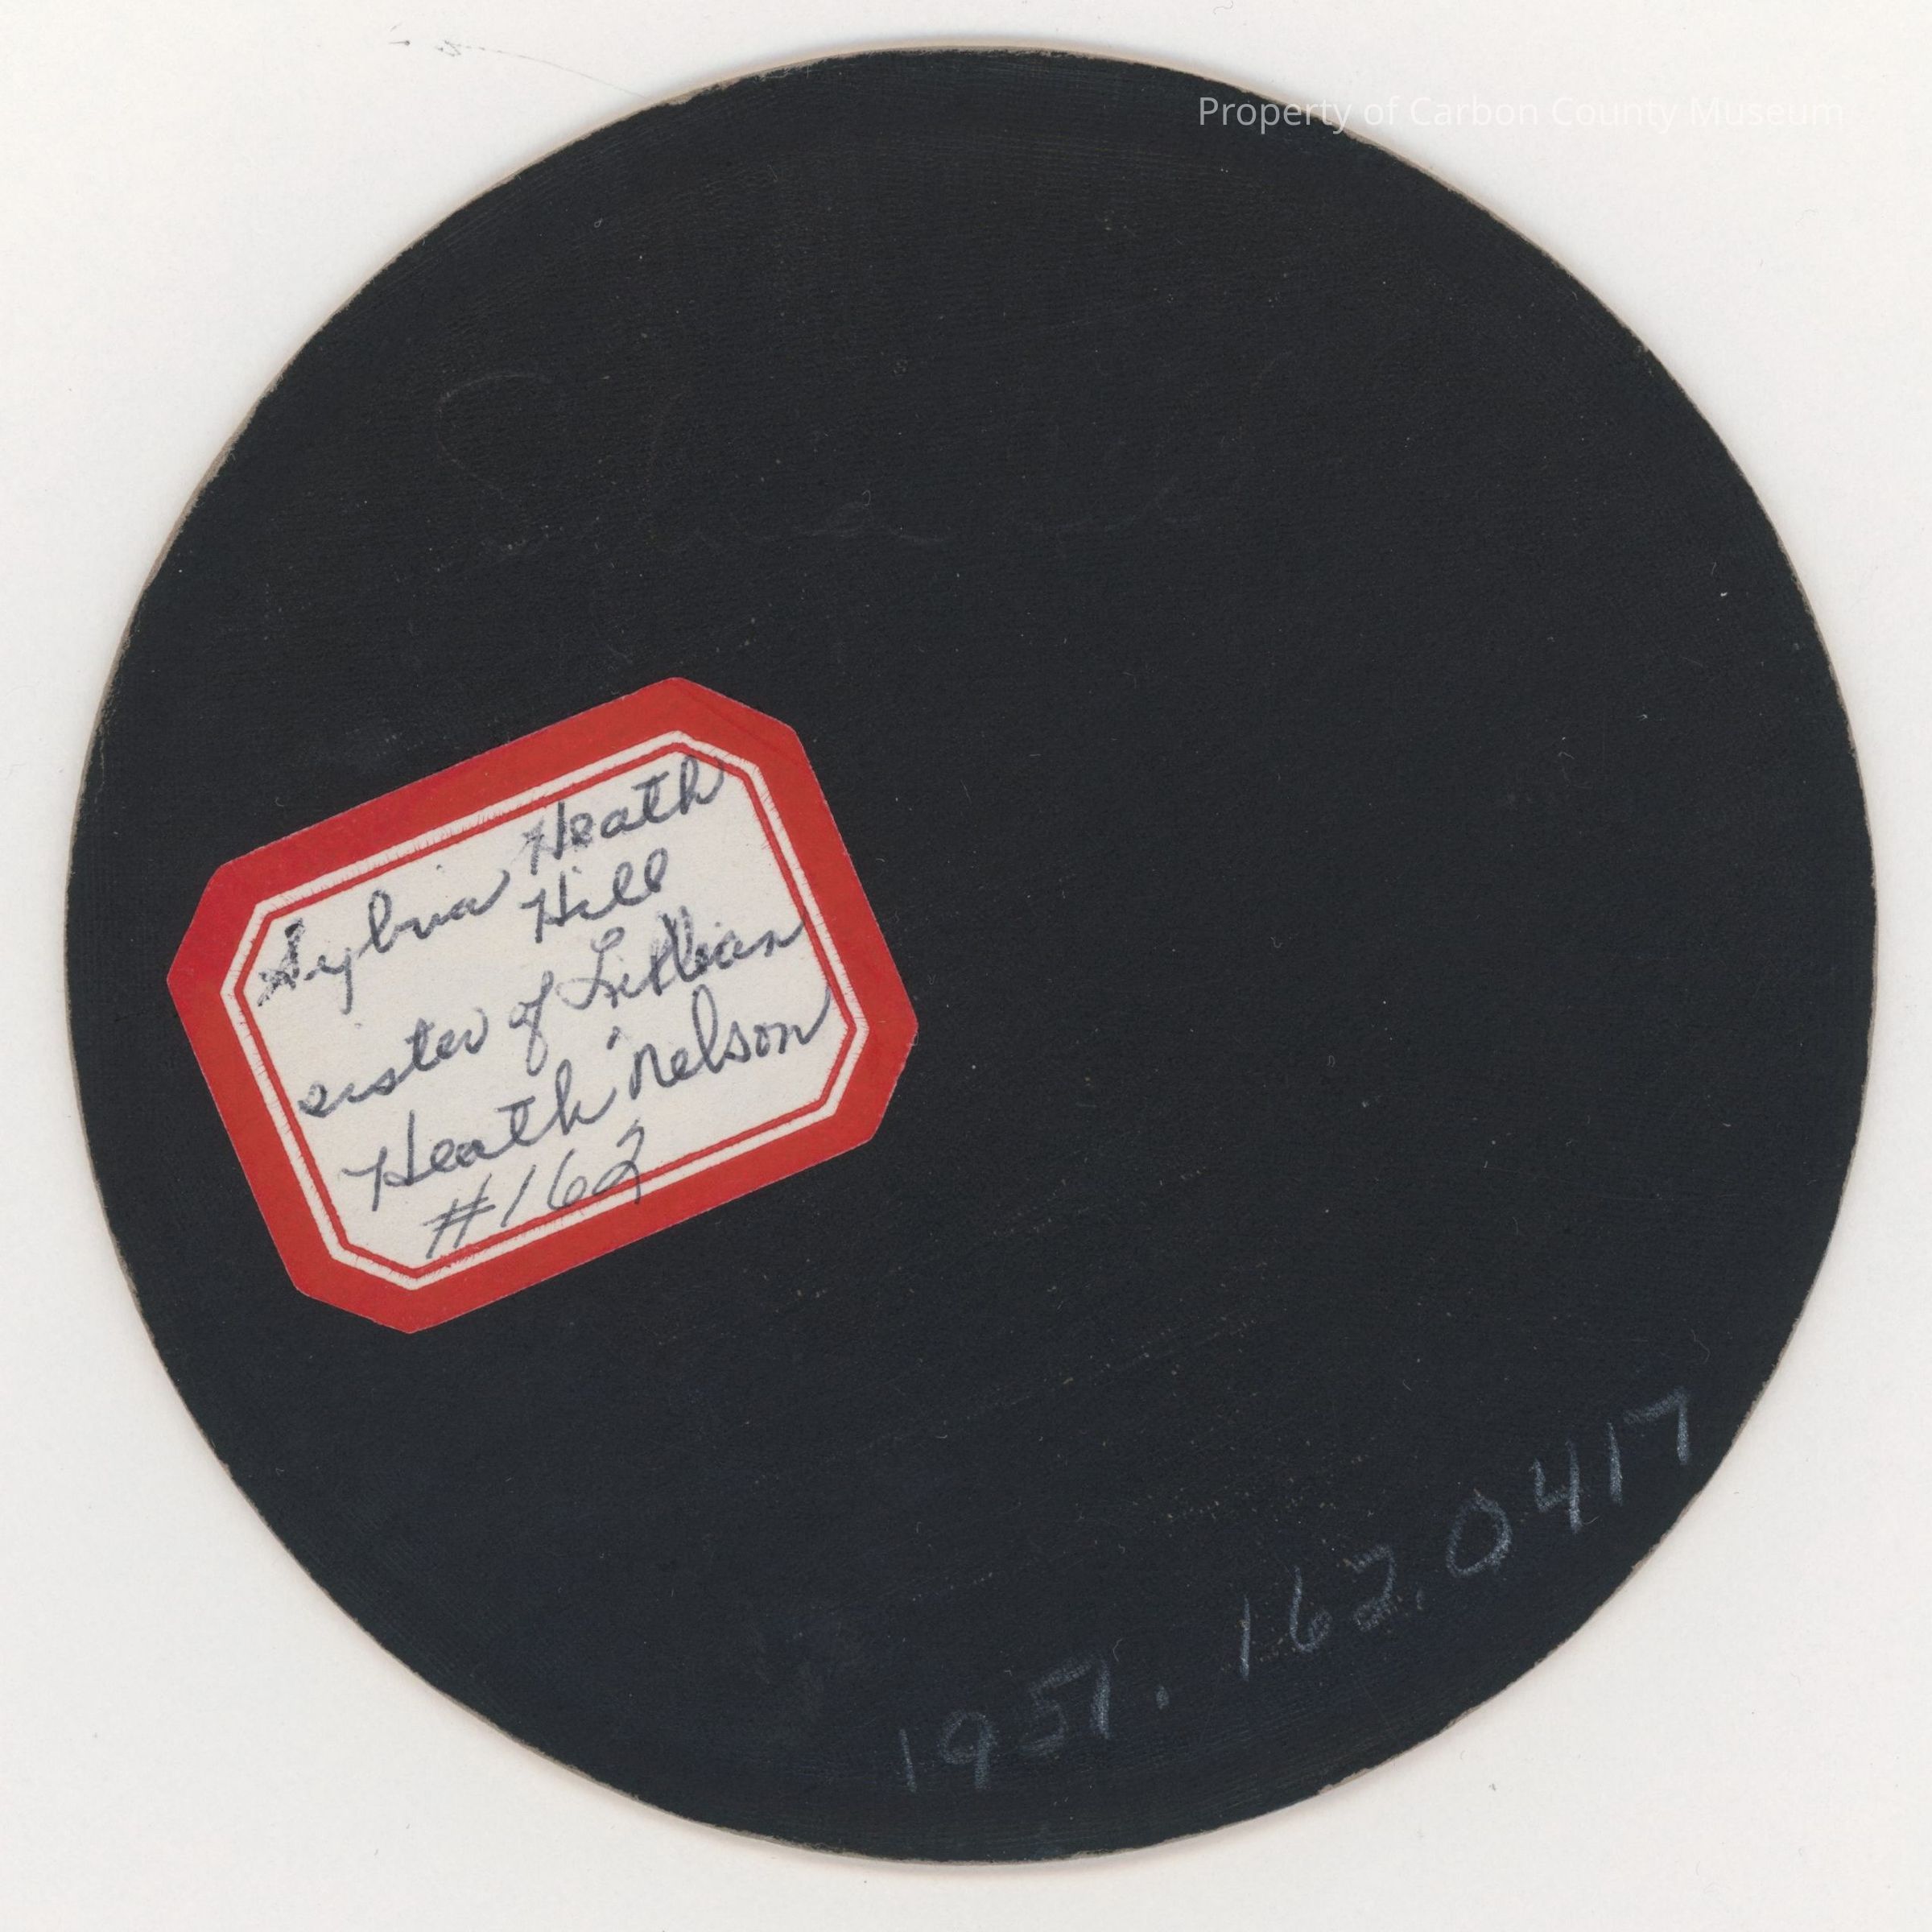 Property of Carbon County Museum
Sylvia Heath
Hill
sister of Lillian
Heath Nelson
#162
1957.162.0417